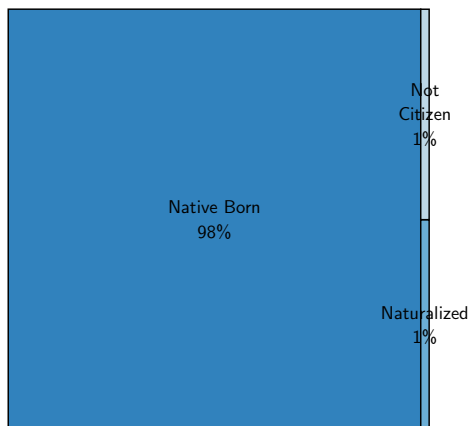 Not
Citizen
1%
Native Born
98%
Naturalized
1%